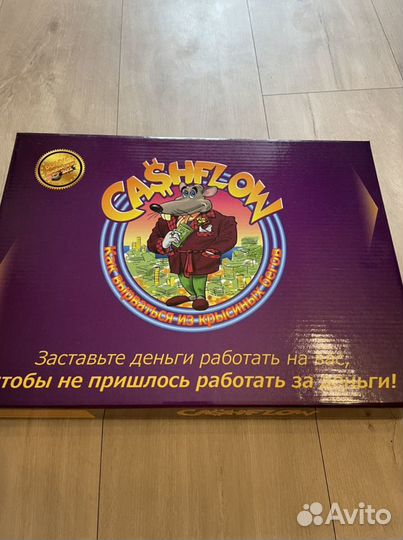 CA$HFLOW
Как вырваться из крысиных бегов
Заставьте деньги работать на вас,
чтобы не пришлось работать за деньги!
CA$HFLOW
Avito